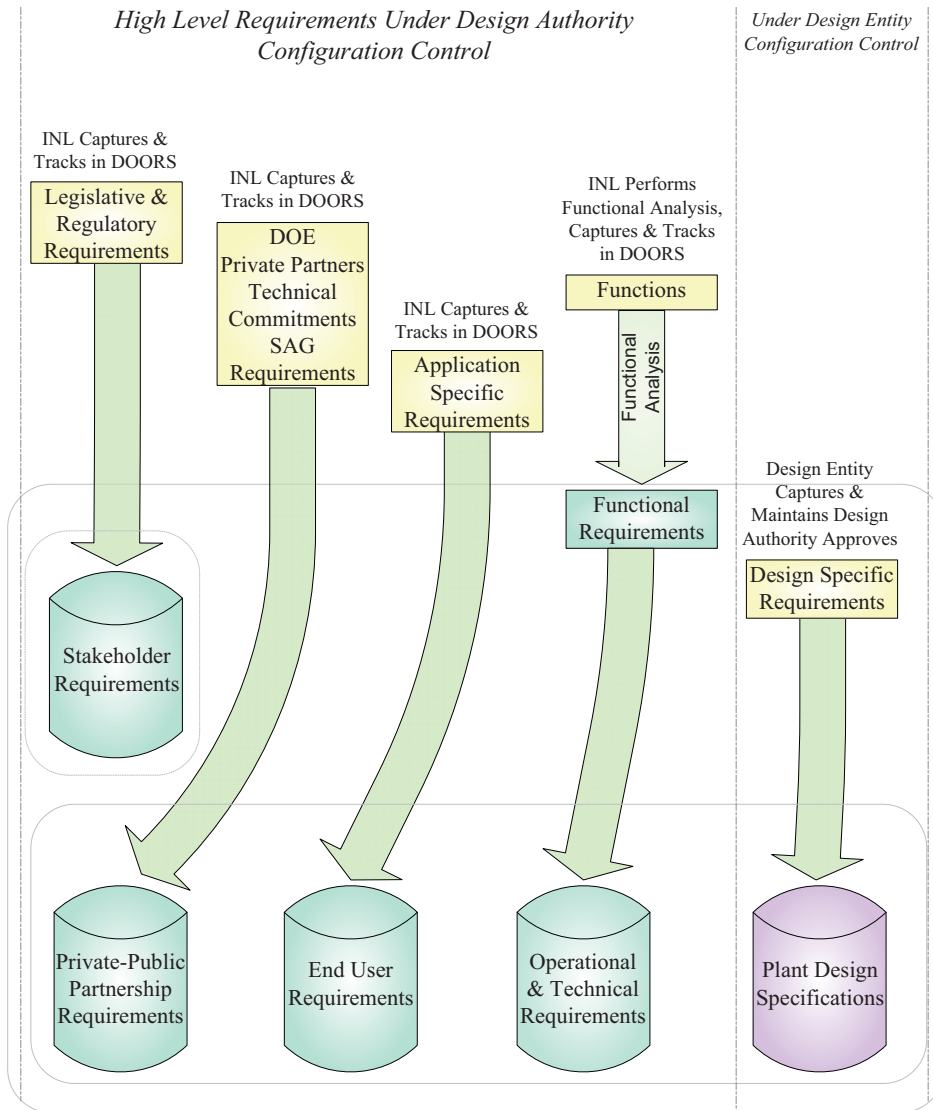 High Level Requirements Under Design Authority
Configuration Control
Under Design Entity
Configuration Control
INL Captures &
Tracks in DOORS
Legislative &
Regulatory
Requirements
INL Captures &
Tracks in DOORS
DOE
Private Partners
Technical
Commitments
SAG
Requirements
INL Captures &
Tracks in DOORS
Application
Specific
Requirements
INL Performs
Functional Analysis,
Captures & Tracks
in DOORS
Functions
Functional
Analysis
Functional
Requirements
Design Entity
Captures &
Maintains Design
Authority Approves
Design Specific
Requirements
Stakeholder
Requirements
Private-Public
Partnership
Requirements
End User
Requirements
Operational
& Technical
Requirements
Plant Design
Specifications